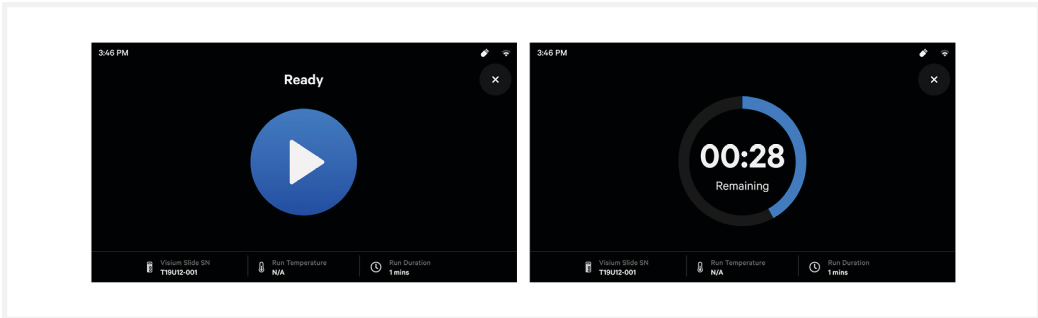 3:46 PM
Ready
Visium Slide SN
T19U12-001
Run Temperature
N/A
Run Duration
1 mins
3:46 PM
00:28
Remaining
Visium Slide SN
T19U12-001
Run Temperature
N/A
Run Duration
1 mins